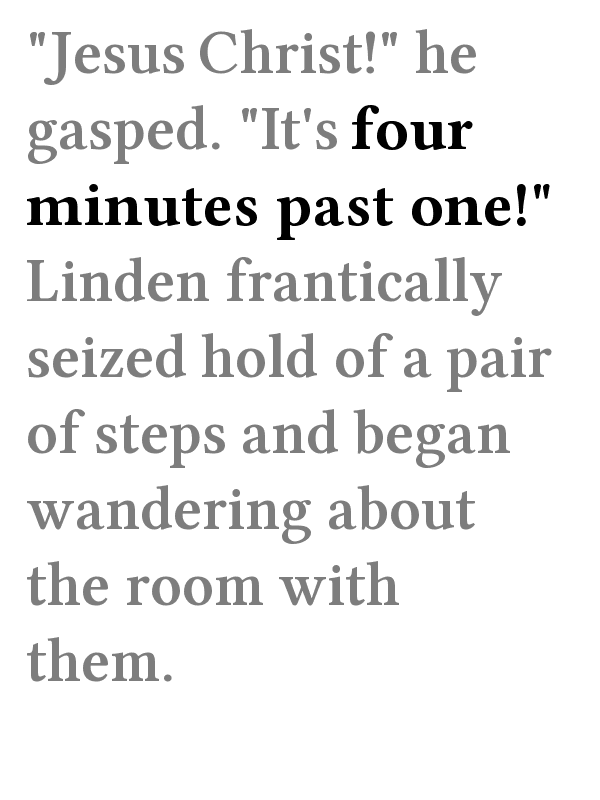 "Jesus Christ!" he
gasped. "It's four
minutes past one!"
Linden frantically
seized hold of a pair
of steps and began
wandering about
the room with
them.